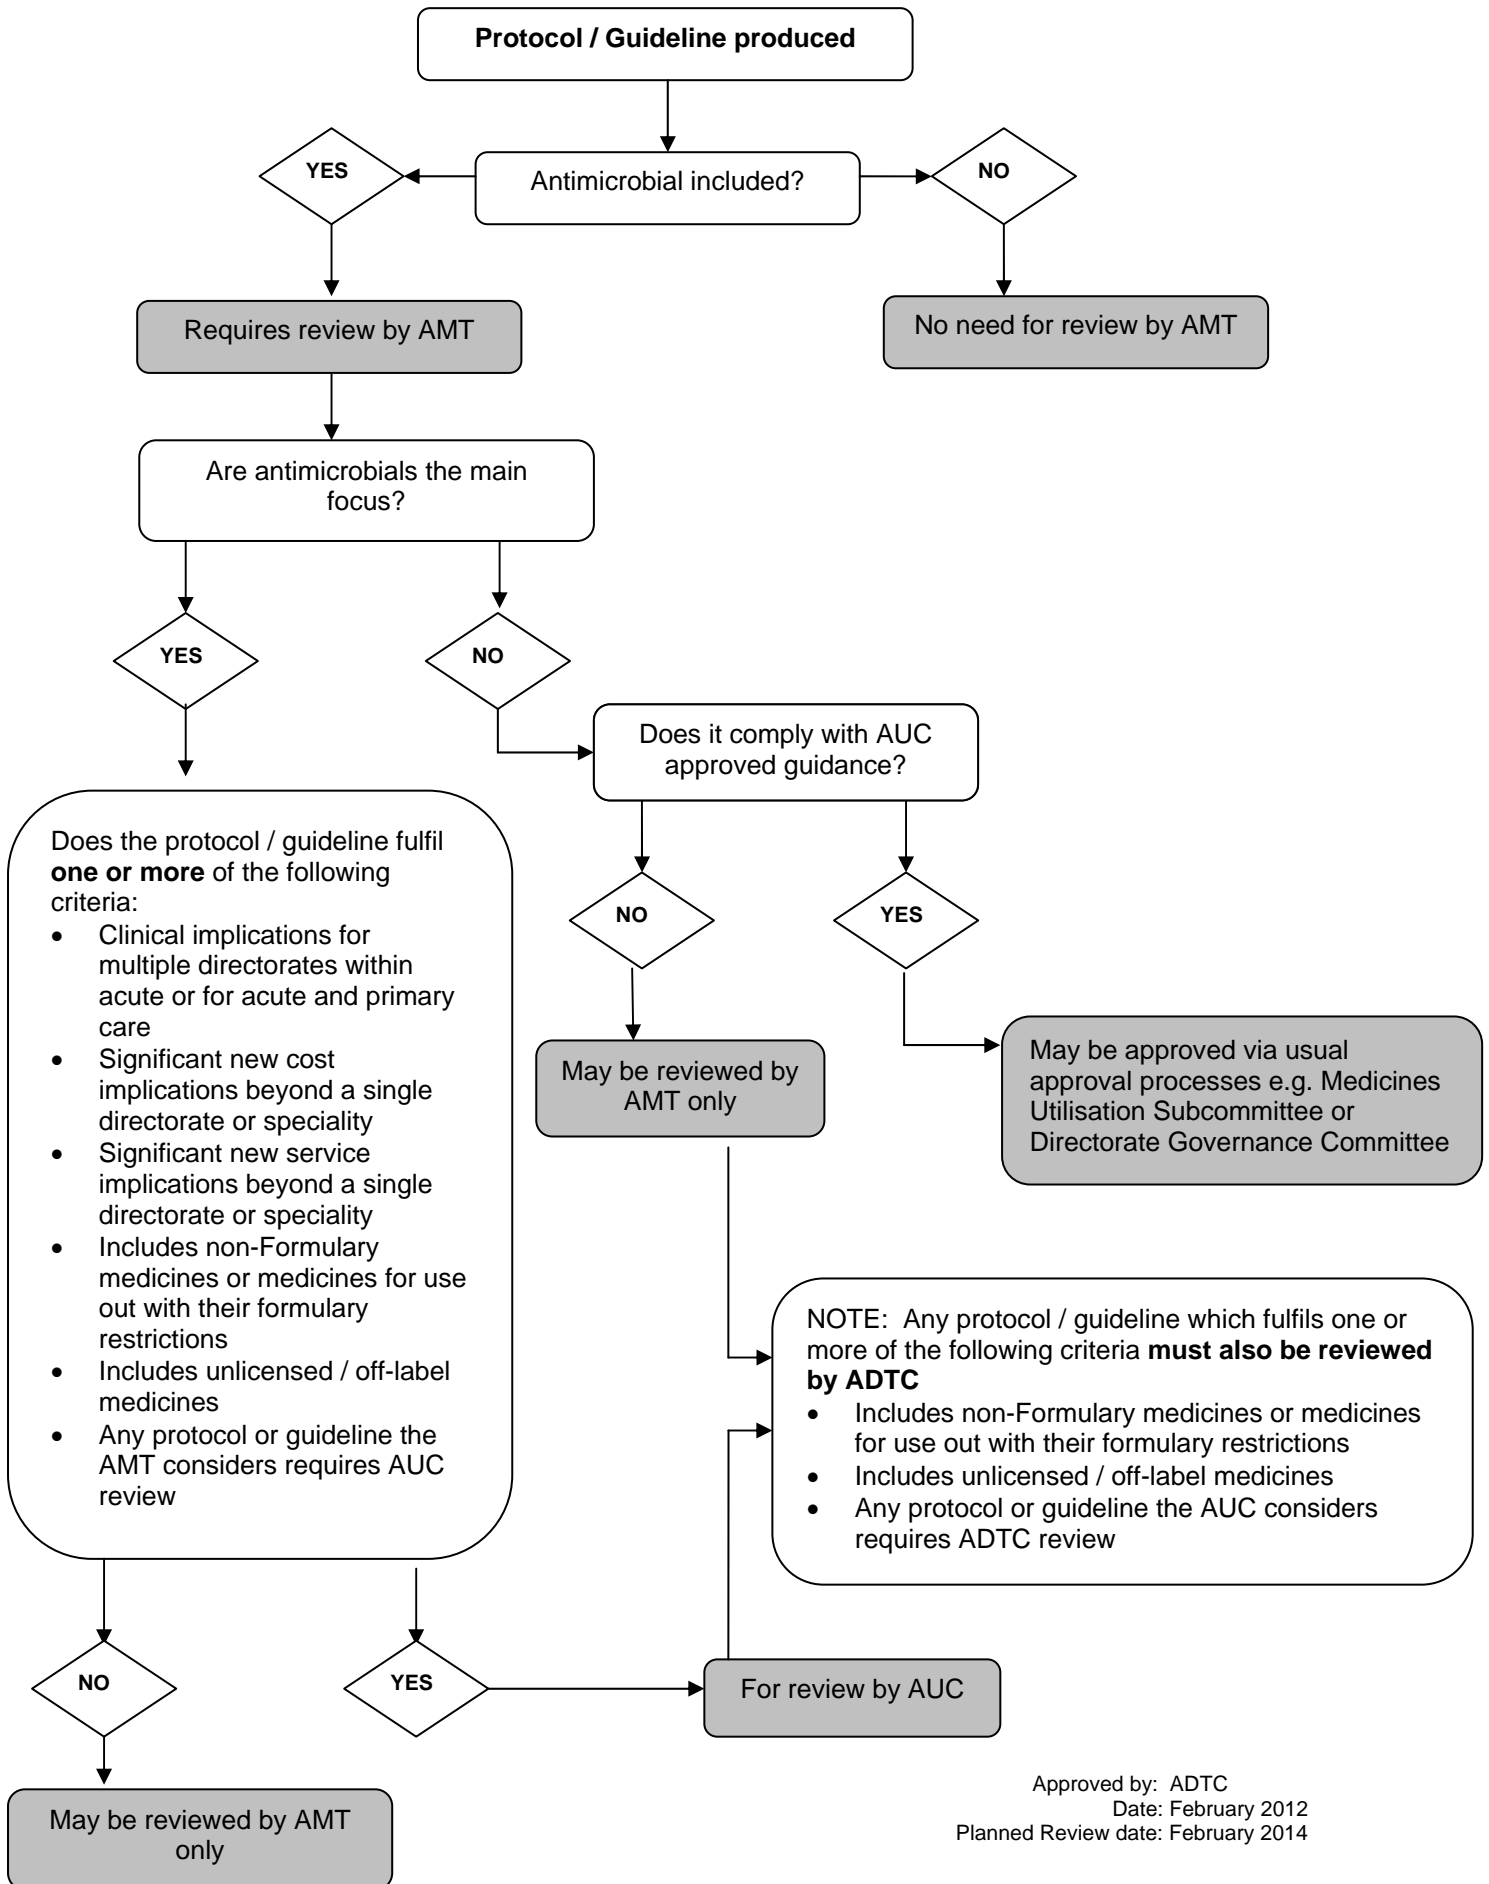 Protocol / Guideline produced
YES
Antimicrobial included?
NO
Requires review by AMT
No need for review by AMT
Are antimicrobials the main
focus?
YES
NO
Does it comply with AUC
approved guidance?
NO
YES
Does the protocol / guideline fulfil
one or more of the following
criteria:
• Clinical implications for
multiple directorates within
acute or for acute and primary
care
• Significant new cost
implications beyond a single
directorate or speciality
• Significant new service
implications beyond a single
directorate or speciality
• Includes non-Formulary
medicines or medicines for use
out with their formulary
restrictions
• Includes unlicensed / off-label
medicines
• Any protocol or guideline the
AMT considers requires AUC
review
May be reviewed by
AMT only
May be approved via usual
approval processes e.g. Medicines
Utilisation Subcommittee or
Directorate Governance Committee
NOTE: Any protocol / guideline which fulfils one or
more of the following criteria must also be reviewed
by ADTC
• Includes non-Formulary medicines or medicines
for use out with their formulary restrictions
• Includes unlicensed / off-label medicines
• Any protocol or guideline the AUC considers
requires ADTC review
NO
YES
For review by AUC
May be reviewed by AMT
only
Approved by: ADTC
Date: February 2012
Planned Review date: February 2014